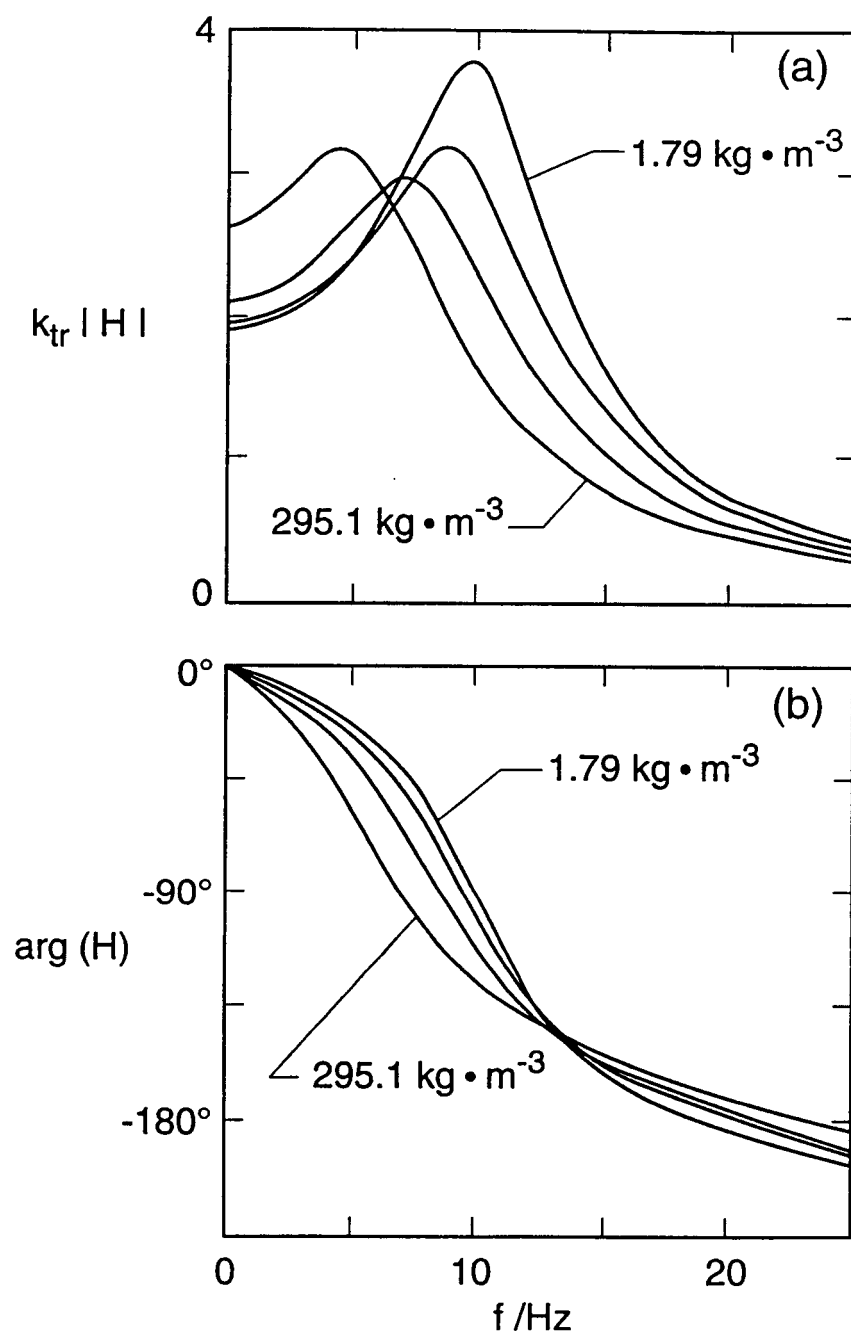 4
(a)
1.79 kg • m⁻³
k_tr | H |
295.1 kg • m⁻³
0
0°
(b)
1.79 kg • m⁻³
-90°
arg (H)
295.1 kg • m⁻³
-180°
0 10 20
f /Hz